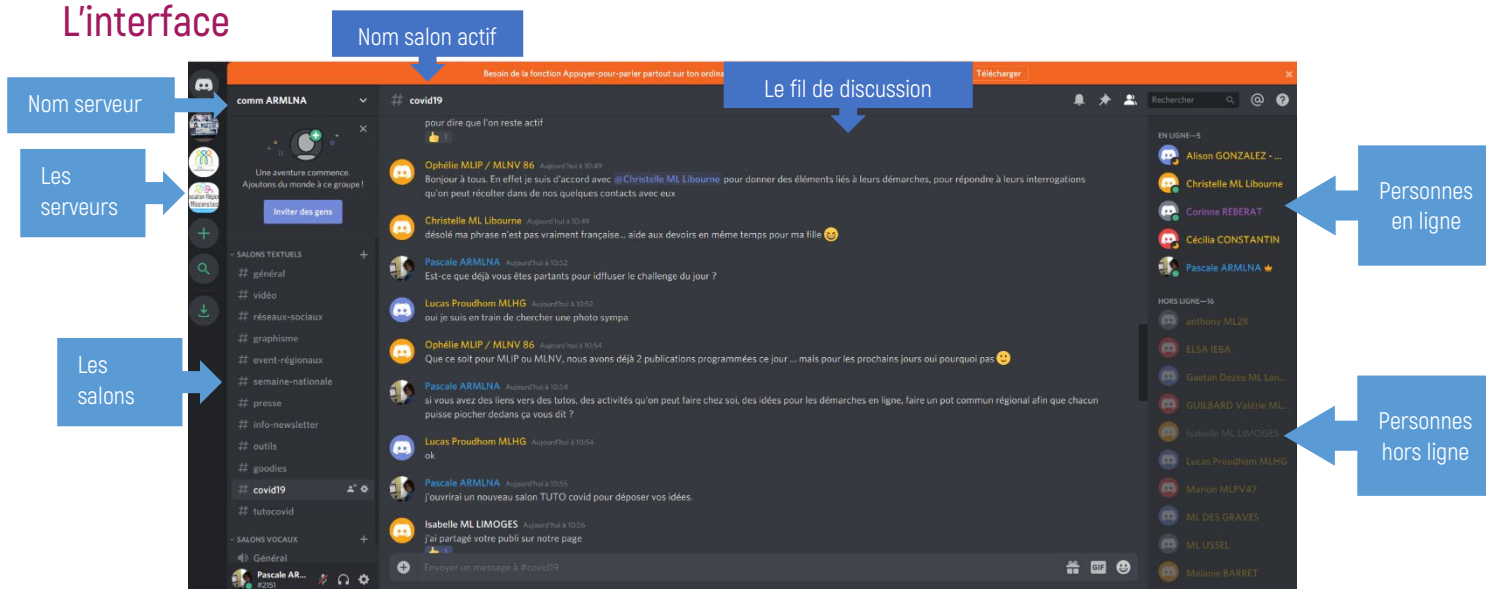 L'interface
Nom salon actif
Besoin de la fonction Appuyer-pour-parler partout sur ton ordina
Télécharger
Nom serveur
Le fil de discussion
comm ARMLNA
covid19
Rechercher
Une aventure commence.
Ajoutons du monde à ce groupe !
Inviter des gens
Les
serveurs
SALONS TEXTUELS
# général
# vidéo
# réseaux-sociaux
# graphisme
# event-régionaux
# semaine-nationale
# presse
# info-newsletter
# outils
# goodies
# covid19
# tutocovid
SALONS VOCAUX
Général
Pascale AR...
#2151
Les
salons
pour dire que l'on reste actif
1
Ophélie MLIP / MLNV 86 Aujourd'hui à 10:49
Bonjour à tous. En effet je suis d'accord avec @Christelle ML Libourne pour donner des éléments liés à leurs démarches, pour répondre à leurs interrogations
qu'on peut récolter dans de nos quelques contacts avec eux
Christelle ML Libourne Aujourd'hui à 10:49
désolé ma phrase n'est pas vraiment française... aide aux devoirs en même temps pour ma fille
Pascale ARMLNA Aujourd'hui à 10:52
Est-ce que déjà vous êtes partants pour idffuser le challenge du jour ?
Lucas Proudhom MLHG Aujourd'hui à 10:52
oui je suis en train de chercher une photo sympa
Ophélie MLIP / MLNV 86 Aujourd'hui à 10:54
Que ce soit pour MLIP ou MLNV, nous avons déjà 2 publications programmées ce jour ... mais pour les prochains jours oui pourquoi pas
Pascale ARMLNA Aujourd'hui à 10:54
si vous avez des liens vers des tutos, des activités qu'on peut faire chez soi, des idées pour les démarches en ligne, faire un pot commun régional afin que chacun
puisse piocher dedans ça vous dit ?
Lucas Proudhom MLHG Aujourd'hui à 10:54
ok
Pascale ARMLNA Aujourd'hui à 10:55
j'ouvrirai un nouveau salon TUTO covid pour déposer vos idées.
Isabelle ML LIMOGES Aujourd'hui à 10:56
j'ai partagé votre publi sur notre page
1
Envoyer un message à #covid19
GIF
EN LIGNE—5
Alison GONZALEZ - ...
Christelle ML Libourne
Corinne REBERAT
Cécilia CONSTANTIN
Pascale ARMLNA
HORS LIGNE—16
anthony ML2R
ELSA IEBA
Gaetan Dezes ML Lan...
GUILBARD Valérie ML...
Isabelle ML LIMOGES
Lucas Proudhom MLHG
Marion MLPV47
ML DES GRAVES
ML USSEL
Mélanie BARRET
Personnes
en ligne
Personnes
hors ligne